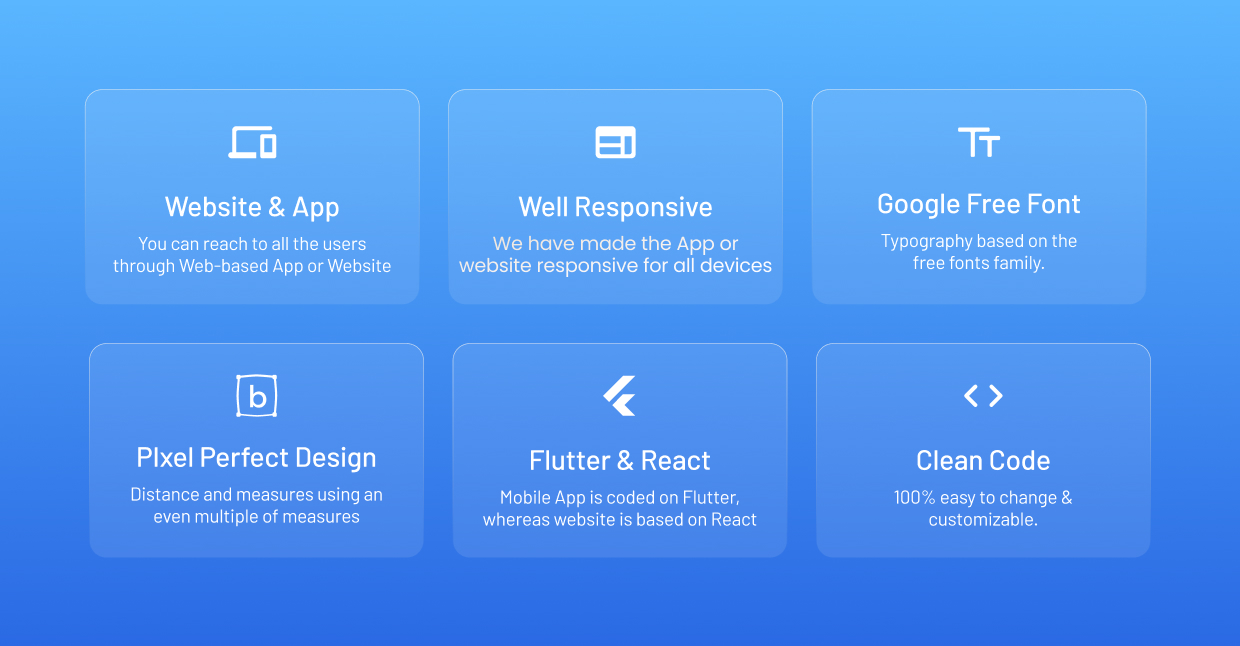 Website & App
You can reach to all the users
through Web-based App or Website
Well Responsive
We have made the App or
website responsive for all devices
Google Free Font
Typography based on the
free fonts family.
b
PIxel Perfect Design
Distance and measures using an
even multiple of measures
Flutter & React
Mobile App is coded on Flutter,
whereas website is based on React
Clean Code
100% easy to change &
customizable.